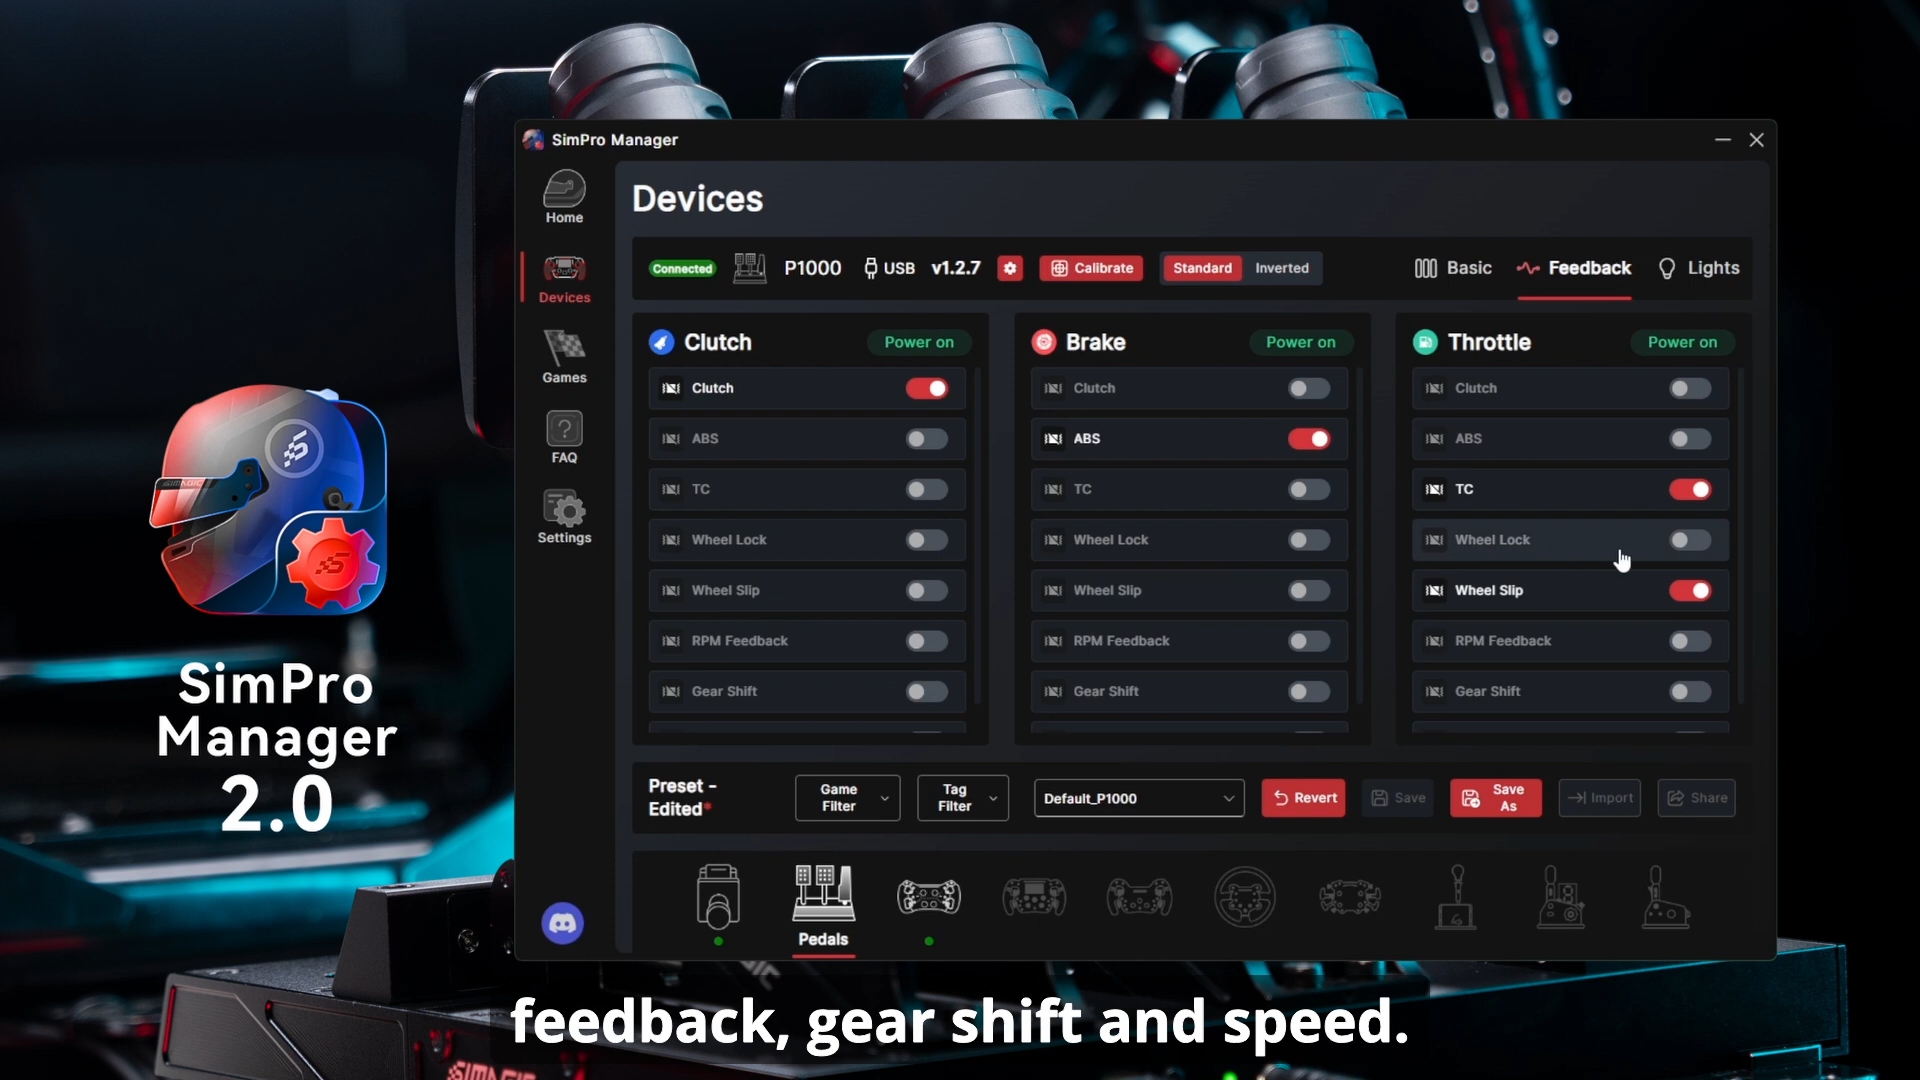 SimPro Manager
Home
Devices
Games
FAQ
Settings
Devices
Connected
P1000
USB
v1.2.7
Calibrate
Standard
Inverted
Basic
Feedback
Lights
Clutch
Power on
Clutch
ABS
TC
Wheel Lock
Wheel Slip
RPM Feedback
Gear Shift
Brake
Power on
Clutch
ABS
TC
Wheel Lock
Wheel Slip
RPM Feedback
Gear Shift
Throttle
Power on
Clutch
ABS
TC
Wheel Lock
Wheel Slip
RPM Feedback
Gear Shift
Preset -
Edited*
Game
Filter
Tag
Filter
Default_P1000
Revert
Save
Save
As
Import
Share
Pedals
SIMAGIC
SimPro
Manager
2.0
feedback, gear shift and speed.
SIMAGIC